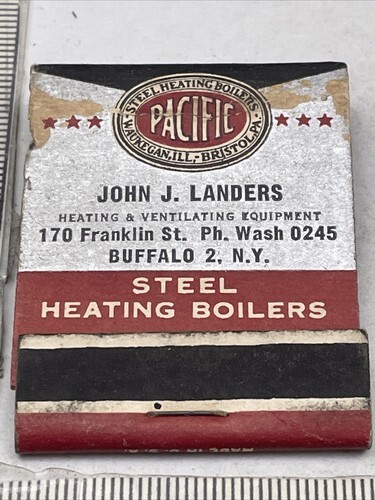 STEEL HEATING BOILERS
PACIFIC
WAUKEGAN, ILL., - BRISTOL, PA.
JOHN J. LANDERS
HEATING & VENTILATING EQUIPMENT
170 Franklin St. Ph. Wash 0245
BUFFALO 2, N.Y.
STEEL
HEATING BOILERS